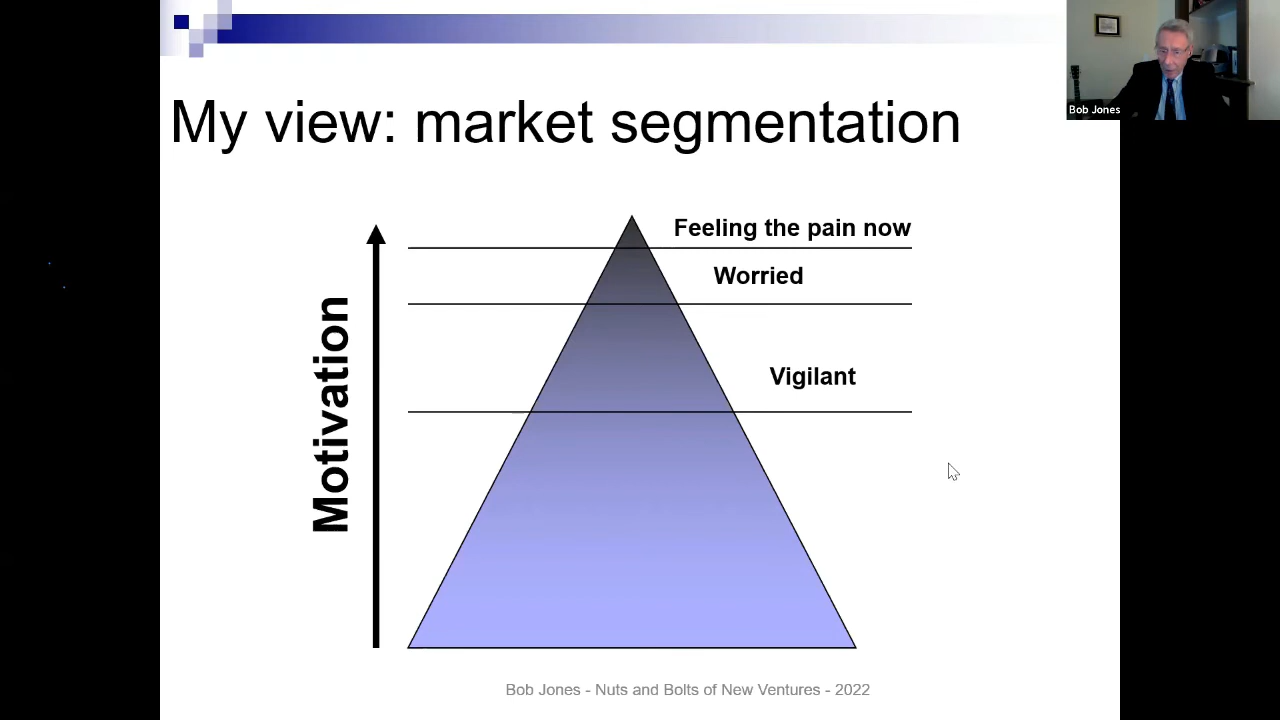 My view: market segmentation
Bob Jones
Feeling the pain now
Worried
Vigilant
Motivation
Bob Jones - Nuts and Bolts of New Ventures - 2022